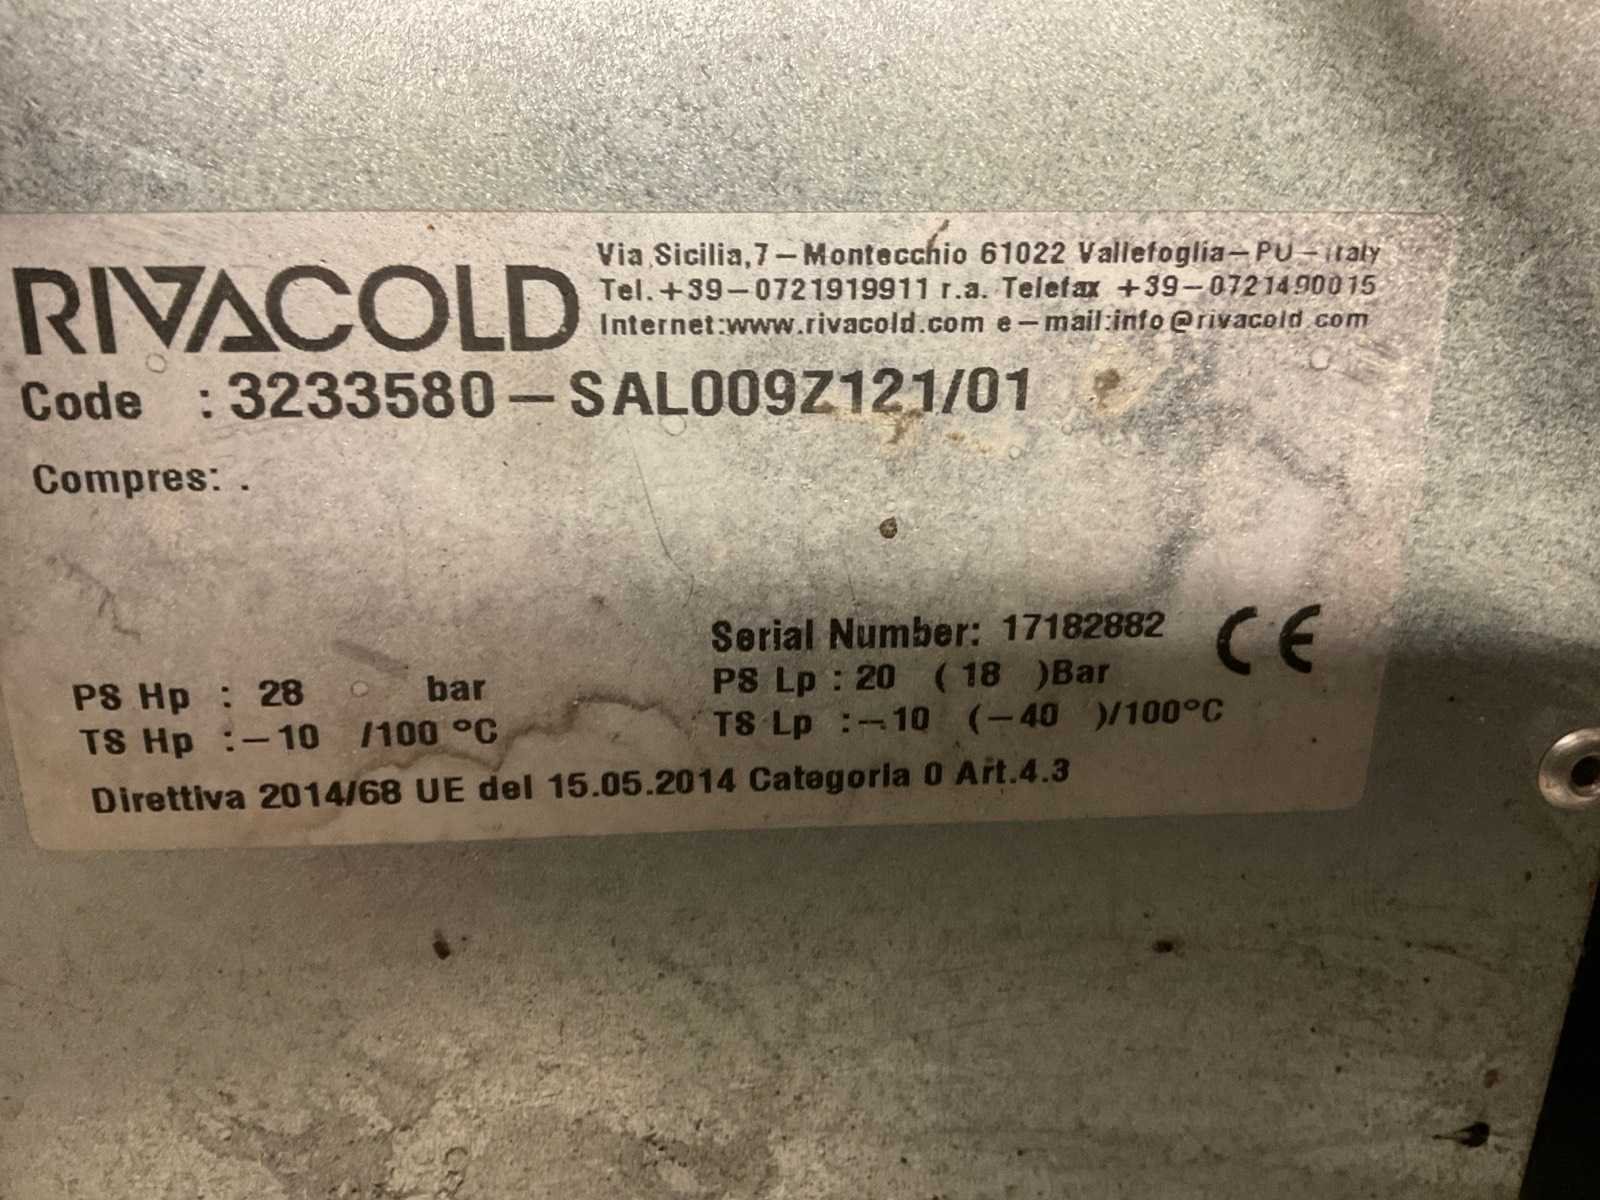 RIVACOLD
Via Sicilia,7-Montecchio 61022 Vallefoglia-PU-Italy
Tel.+39-0721919911 r.a. Telefax +39-0721490015
Internet:www.rivacold.com e-mail:info@rivacold.com
Code : 3233580-SAL009Z121/01
Compres: .
Serial Number: 17182882 CE
PS Hp : 28 bar
PS Lp : 20 (18 )Bar
TS Hp :-10 /100 °C
TS Lp :-10 (-40 )/100°C
Direttiva 2014/68 UE del 15.05.2014 Categoria 0 Art.4.3